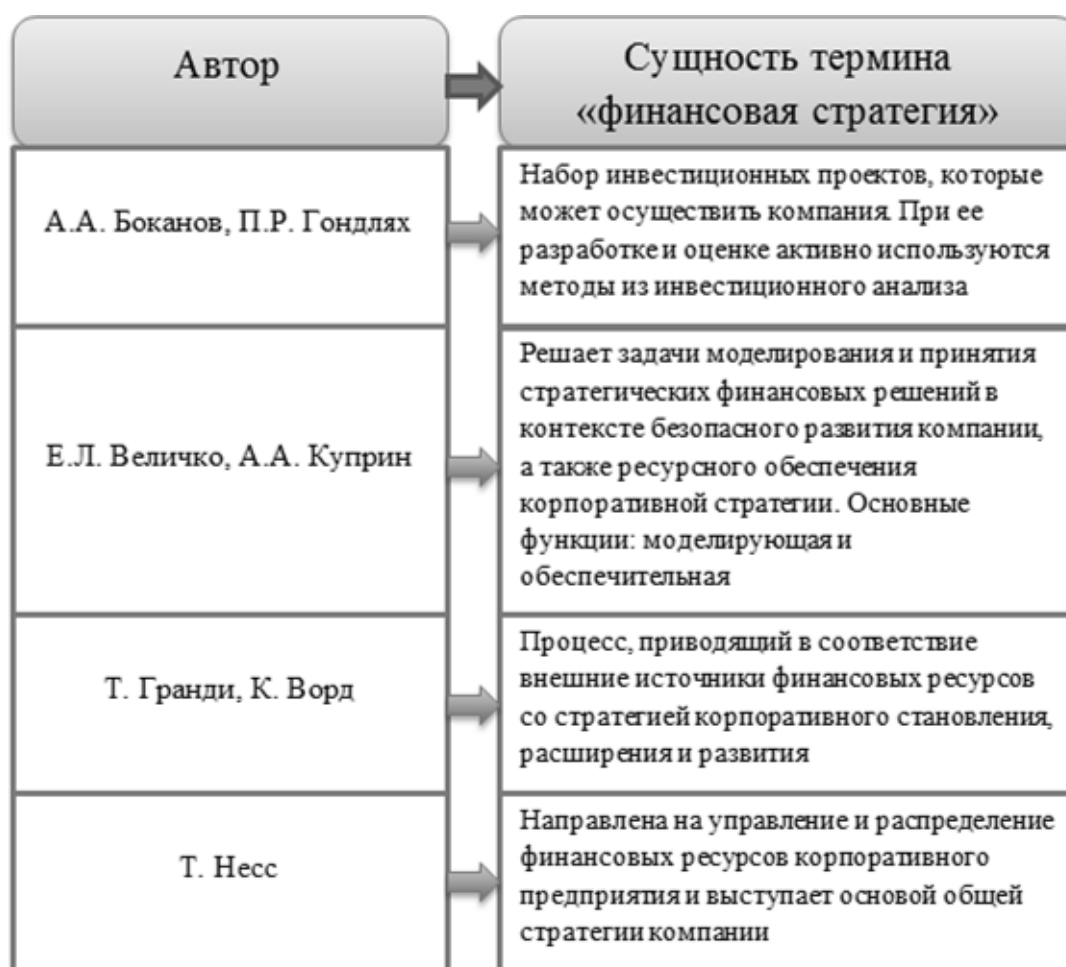 Автор
Сущность термина
«финансовая стратегия»
А.А. Боканов, П.Р. Гондлях
Набор инвестиционных проектов, которые
может осуществить компания. При ее
разработке и оценке активно используются
методы из инвестиционного анализа
Е.Л. Величко, А.А. Куприн
Решает задачи моделирования и принятия
стратегических финансовых решений в
контексте безопасного развития компании,
а также ресурсного обеспечения
корпоративной стратегии. Основные
функции: моделирующая и
обеспечительная
Т. Гранди, К. Ворд
Процесс, приводящий в соответствие
внешние источники финансовых ресурсов
со стратегией корпоративного становления,
расширения и развития
Т. Несс
Направлена на управление и распределение
финансовых ресурсов корпоративного
предприятия и выступает основой общей
стратегии компании